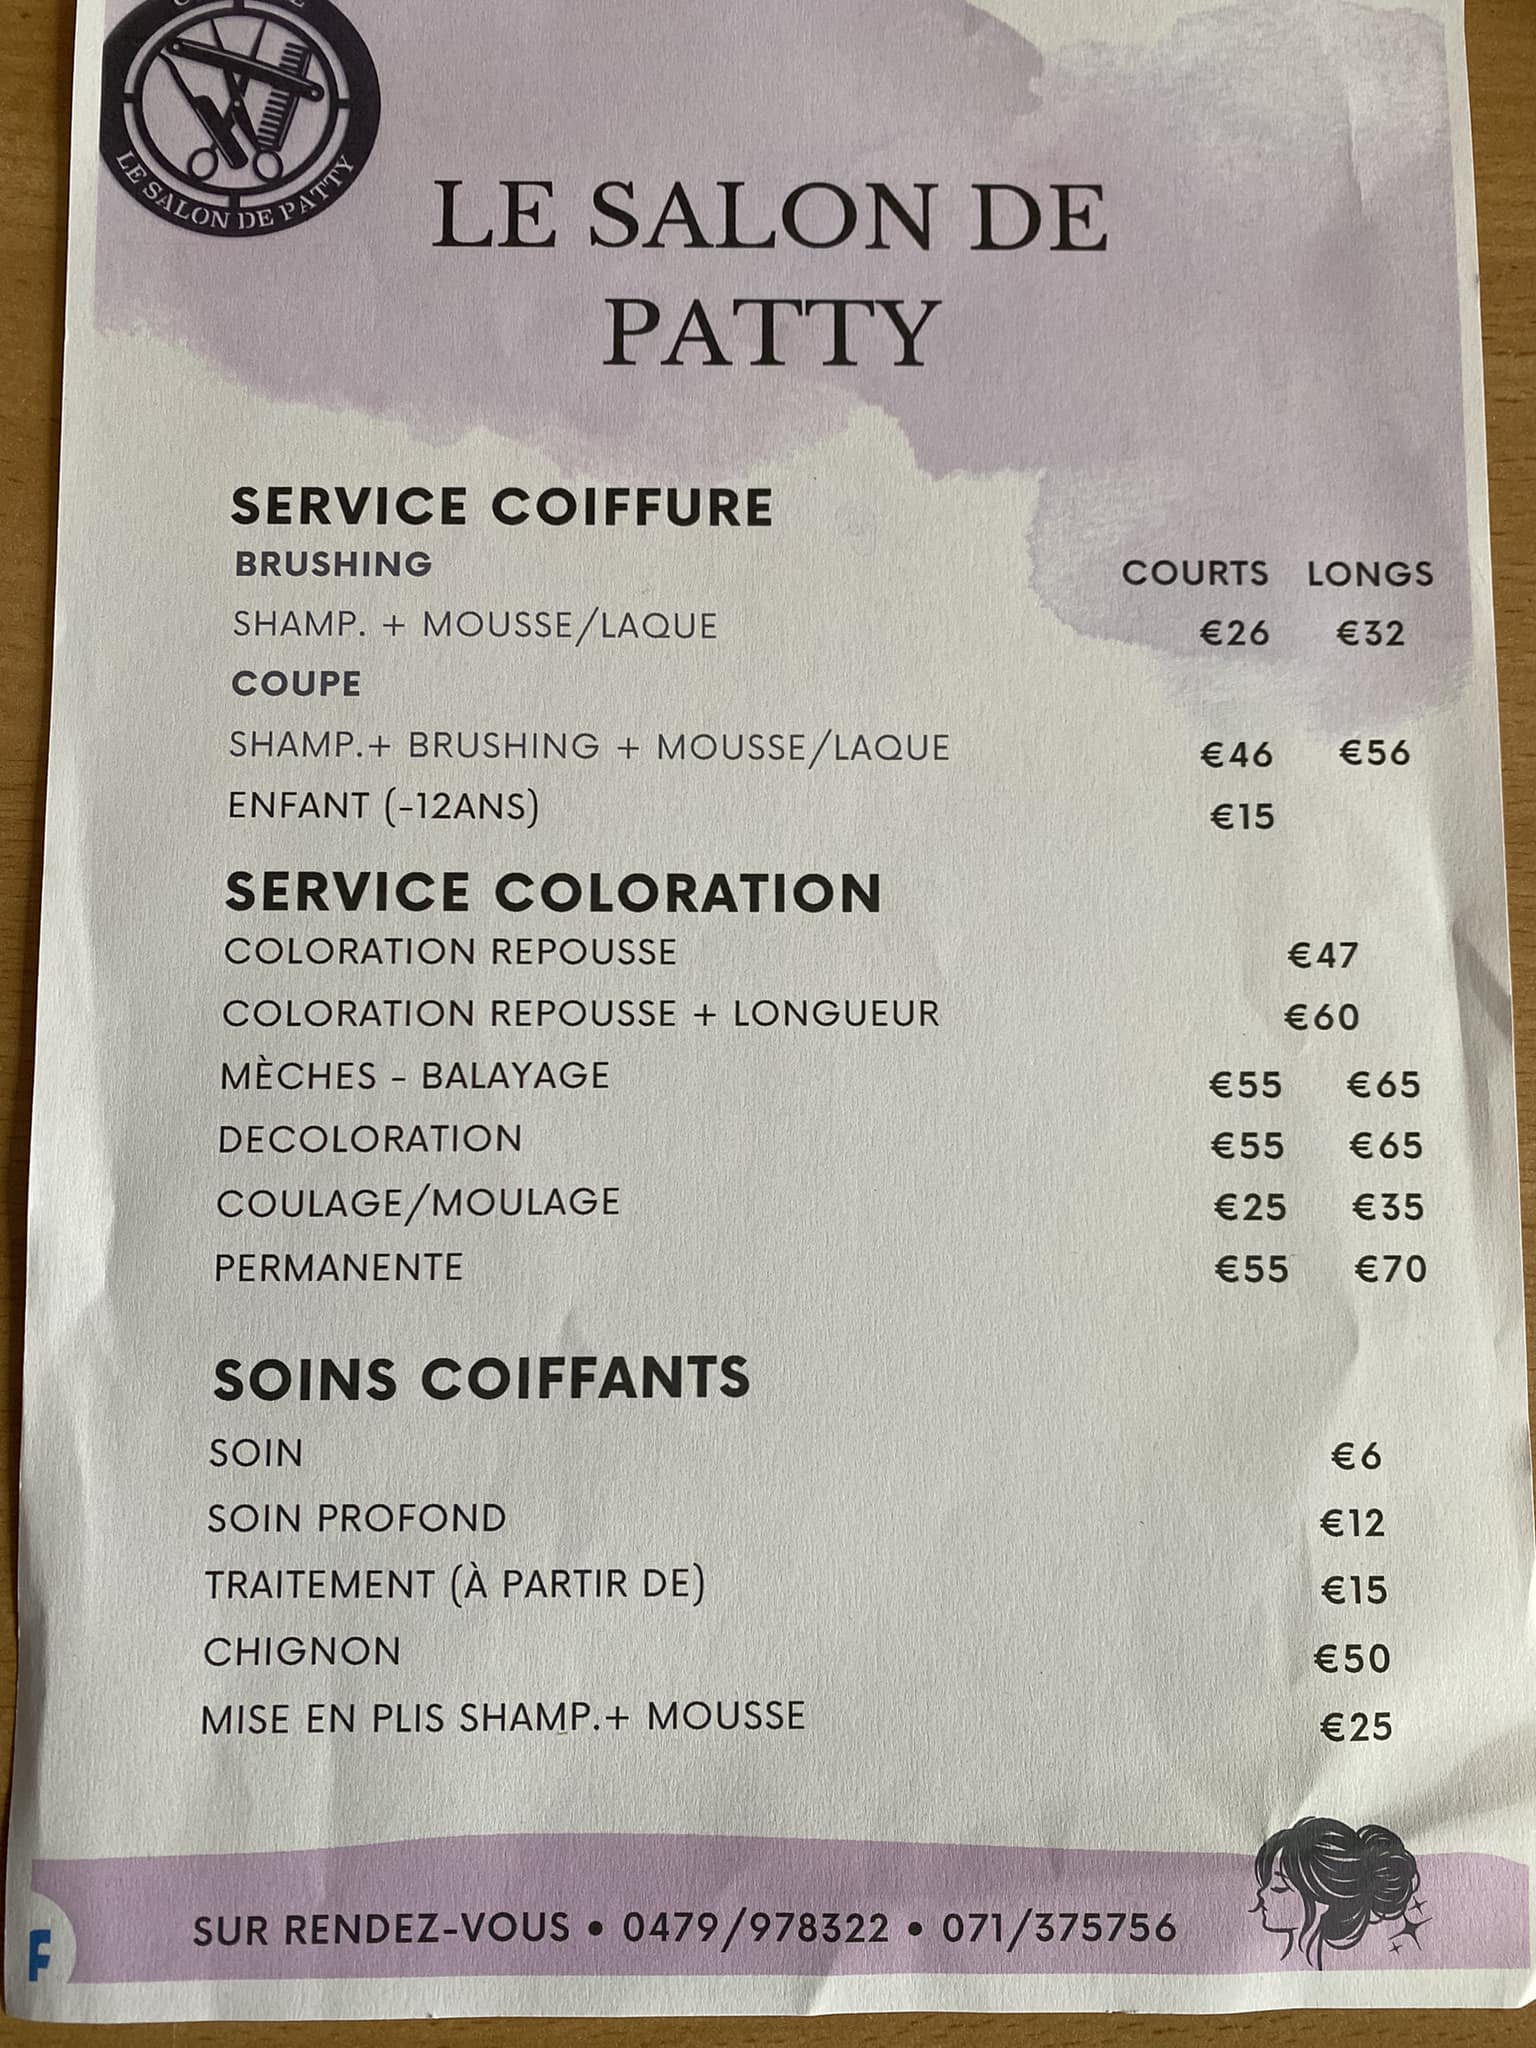 LE SALON DE PATTY
LE SALON DE
PATTY
SERVICE COIFFURE
BRUSHING COURTS LONGS
SHAMP. + MOUSSE/LAQUE €26 €32
COUPE
SHAMP.+ BRUSHING + MOUSSE/LAQUE €46 €56
ENFANT (-12ANS) €15
SERVICE COLORATION
COLORATION REPOUSSE €47
COLORATION REPOUSSE + LONGUEUR €60
MÈCHES - BALAYAGE €55 €65
DECOLORATION €55 €65
COULAGE/MOULAGE €25 €35
PERMANENTE €55 €70
SOINS COIFFANTS
SOIN €6
SOIN PROFOND €12
TRAITEMENT (À PARTIR DE) €15
CHIGNON €50
MISE EN PLIS SHAMP.+ MOUSSE €25
F SUR RENDEZ-VOUS • 0479/978322 • 071/375756